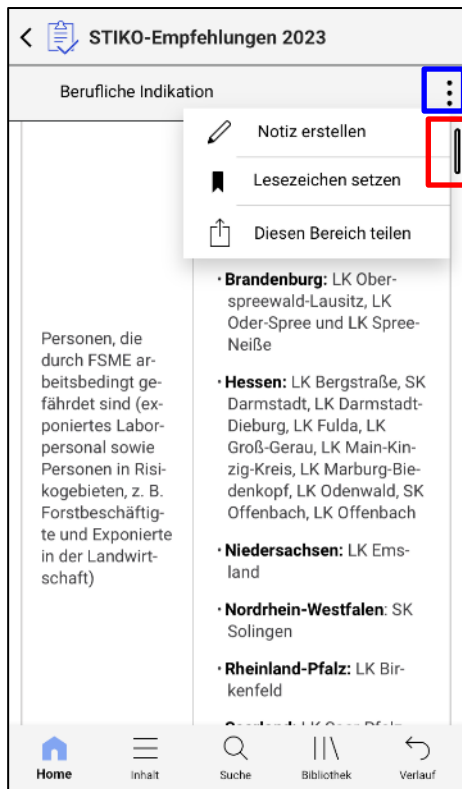 STIKO-Empfehlungen 2023
Berufliche Indikation
Notiz erstellen
Lesezeichen setzen
Diesen Bereich teilen
Personen, die
durch FSME ar-
beitsbedingt ge-
fährdet sind (ex-
poniertes Labor-
personal sowie
Personen in Risi-
kogebieten, z. B.
Forstbeschäftig-
te und Exponierte
in der Landwirt-
schaft)
· Brandenburg: LK Ober-
spreewald-Lausitz, LK
Oder-Spree und LK Spree-
Neiße
· Hessen: LK Bergstraße, SK
Darmstadt, LK Darmstadt-
Dieburg, LK Fulda, LK
Groß-Gerau, LK Main-Kin-
zig-Kreis, LK Marburg-Bie-
denkopf, LK Odenwald, SK
Offenbach, LK Offenbach
· Niedersachsen: LK Ems-
land
· Nordrhein-Westfalen: SK
Solingen
· Rheinland-Pfalz: LK Bir-
kenfeld
Home
Inhalt
Suche
Bibliothek
Verlauf